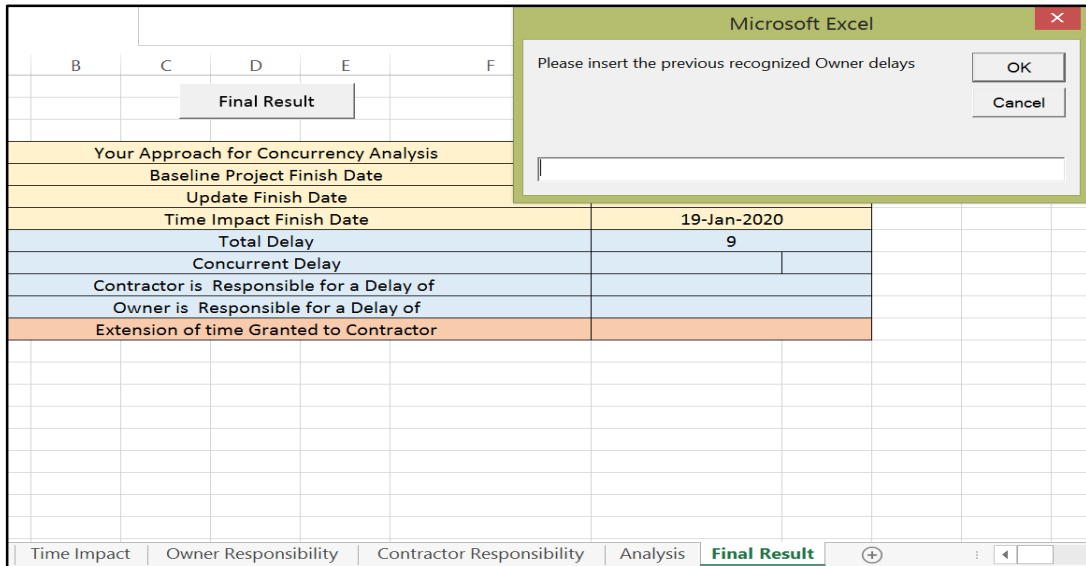 Microsoft Excel
Please insert the previous recognized Owner delays
OK
Cancel
B C D E F
Final Result
Your Approach for Concurrency Analysis
Baseline Project Finish Date
Update Finish Date
Time Impact Finish Date 19-Jan-2020
Total Delay 9
Concurrent Delay
Contractor is Responsible for a Delay of
Owner is Responsible for a Delay of
Extension of time Granted to Contractor
Time Impact Owner Responsibility Contractor Responsibility Analysis Final Result